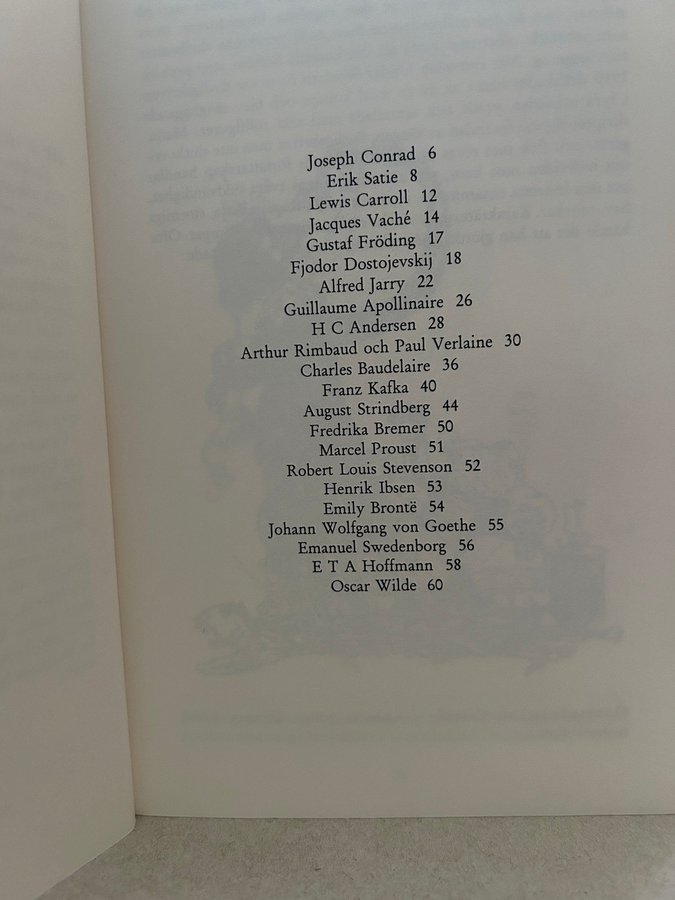 Joseph Conrad 6
Erik Satie 8
Lewis Carroll 12
Jacques Vaché 14
Gustaf Fröding 17
Fjodor Dostojevskij 18
Alfred Jarry 22
Guillaume Apollinaire 26
H C Andersen 28
Arthur Rimbaud och Paul Verlaine 30
Charles Baudelaire 36
Franz Kafka 40
August Strindberg 44
Fredrika Bremer 50
Marcel Proust 51
Robert Louis Stevenson 52
Henrik Ibsen 53
Emily Brontë 54
Johann Wolfgang von Goethe 55
Emanuel Swedenborg 56
E T A Hoffmann 58
Oscar Wilde 60